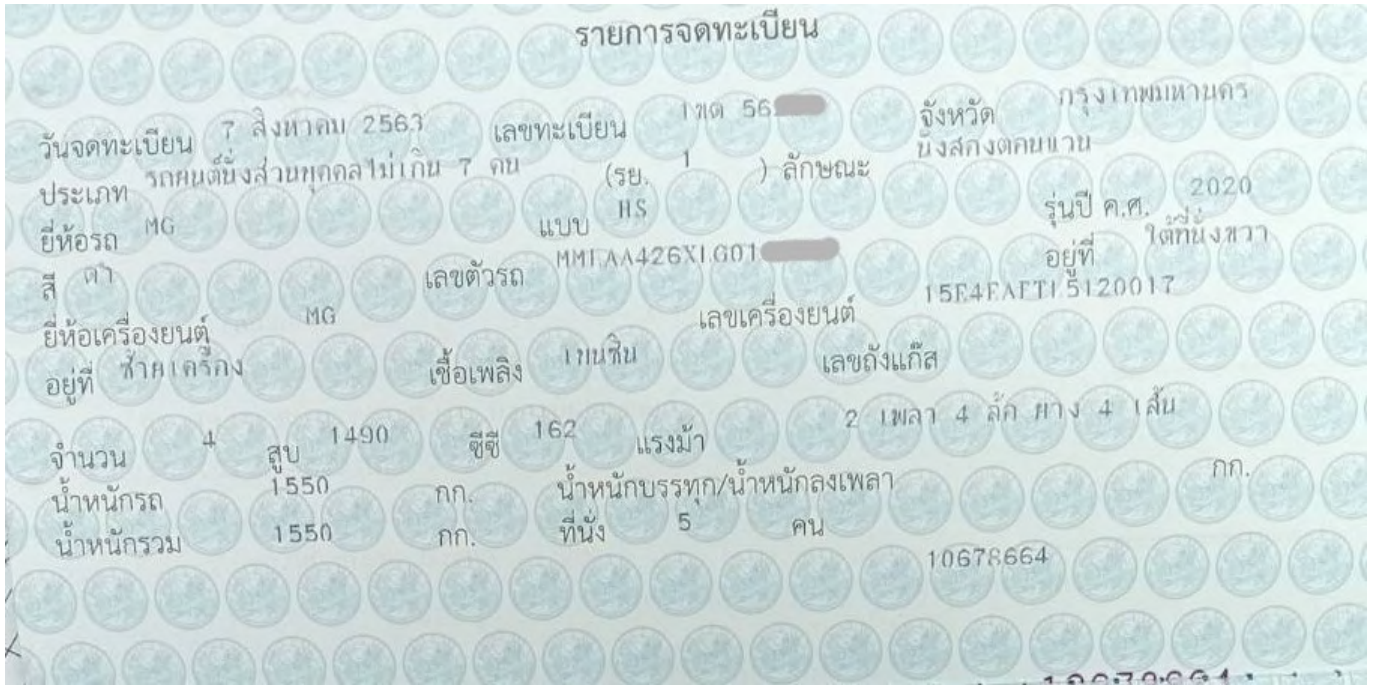 รายการจดทะเบียน
วันจดทะเบียน 7 สิงหาคม 2563 เลขทะเบียน 56 จังหวัด กรุงเทพมหานคร
ประเภท รถยนต์นั่งส่วนบุคคลไม่เกิน 7 คน (รย. 1 ) ลักษณะ นั่งสองตอนแวน
ยี่ห้อรถ MG แบบ HS รุ่นปี ค.ศ. 2020
สี ดำ เลขตัวรถ อยู่ที่ ใต้ที่นั่งขวา
ยี่ห้อเครื่องยนต์ MG เลขเครื่องยนต์
อยู่ที่ ซ้ายเครื่อง เชื้อเพลิง เบนซิน เลขถังแก๊ส
จำนวน 4 สูบ 1490 ซีซี 162 แรงม้า 2 เพลา 4 ล้อ ยาง 4 เส้น
น้ำหนักรถ 1550 กก. น้ำหนักบรรทุก/น้ำหนักลงเพลา กก.
น้ำหนักรวม 1550 กก. ที่นั่ง 5 คน
10678664